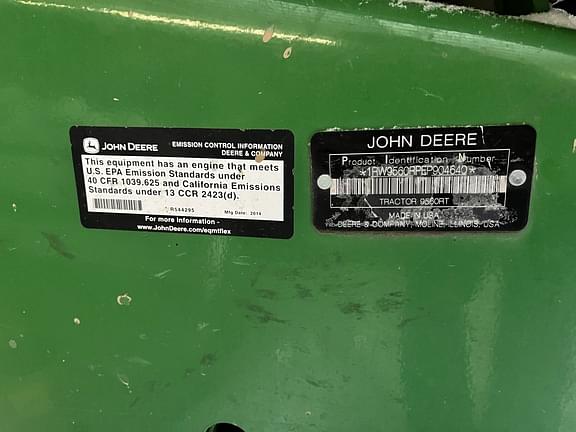 JOHN DEERE
EMISSION CONTROL INFORMATION
DEERE & COMPANY
This equipment has an engine that meets
U.S. EPA Emission Standards under
40 CFR 1039.625 and California Emissions
Standards under 13 CCR 2423(d).
R544295
Mfg Date: 2014
For more information -
www.JohnDeere.com/eqmtflex
JOHN DEERE
Product Identification Number
*1RW9560RPEP904640*
TRACTOR 9560RT
MADE IN USA
DEERE & COMPANY, MOLINE, ILLINOIS, USA